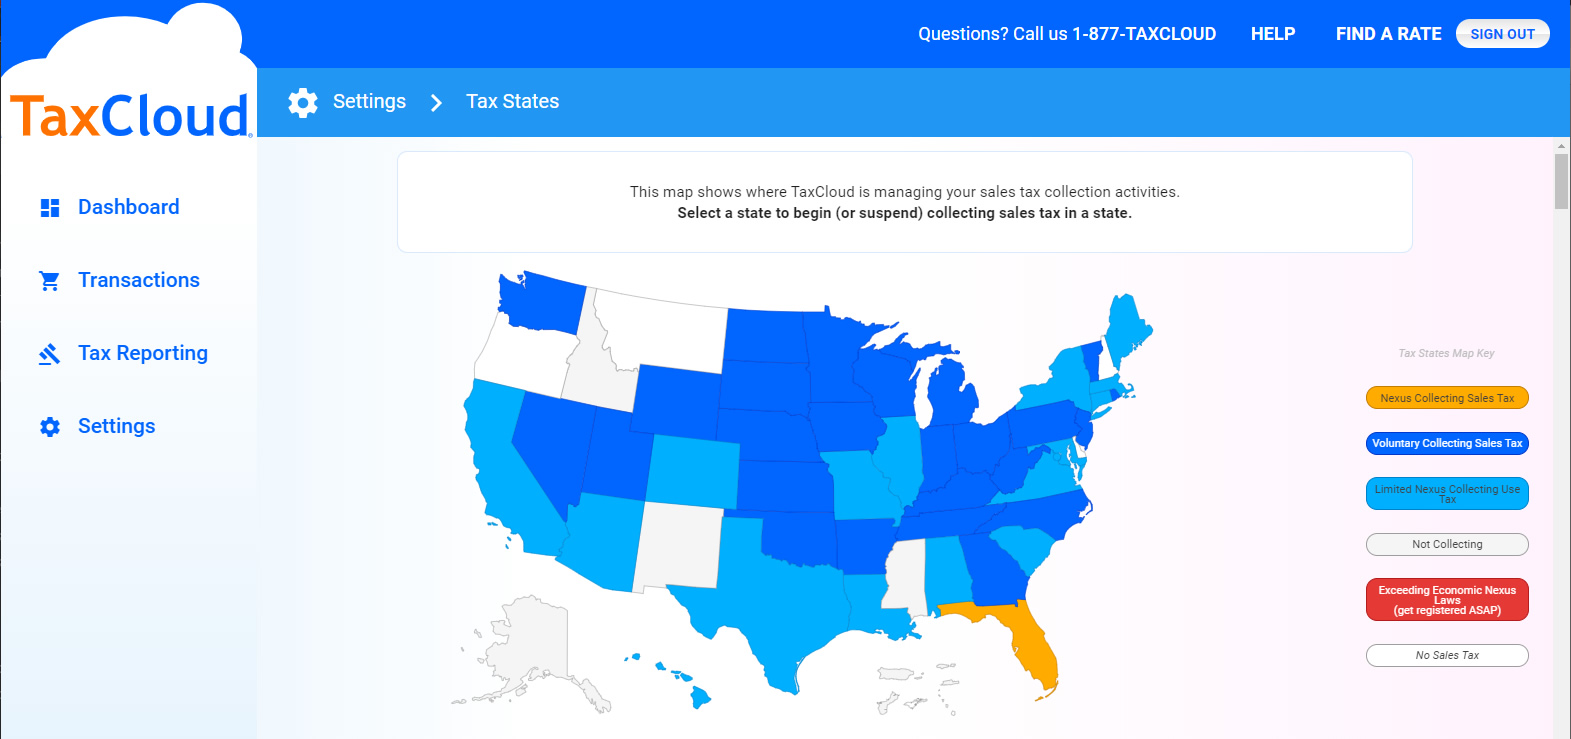 Questions? Call us 1-877-TAXCLOUD
HELP
FIND A RATE
SIGN OUT
TaxCloud®
Settings
Tax States
Dashboard
Transactions
Tax Reporting
Settings
This map shows where TaxCloud is managing your sales tax collection activities.
Select a state to begin (or suspend) collecting sales tax in a state.
Tax States Map Key
Nexus Collecting Sales Tax
Voluntary Collecting Sales Tax
Limited Nexus Collecting Use
Tax
Not Collecting
Exceeding Economic Nexus
Laws
(get registered ASAP)
No Sales Tax